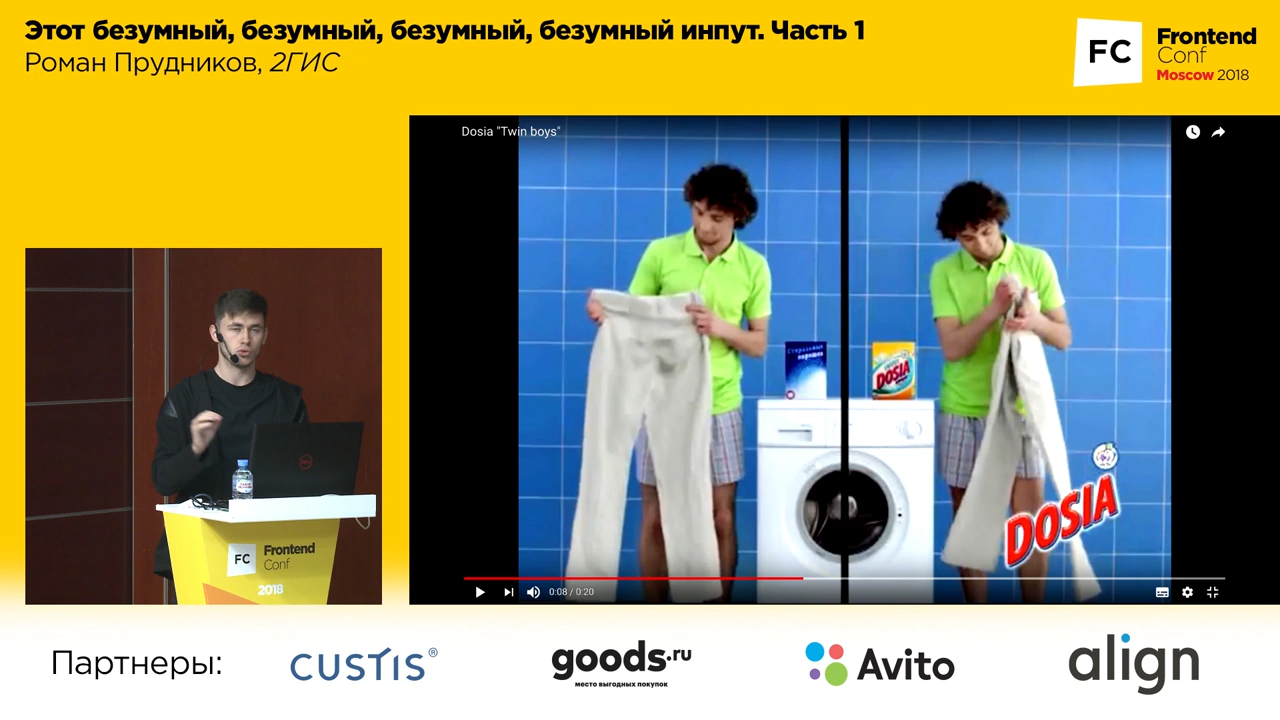 Этот безумный, безумный, безумный, безумный инпут. Часть 1
Роман Прудников, 2ГИС
FC
Frontend
Conf
Moscow 2018
Dosia "Twin boys"
Стиральный
порошок
DOSIA
DOSIA
0:08 / 0:20
FC
Frontend
Conf
2018
Партнеры:
CUSTIS®
goods.ru
место выгодных покупок
Avito
align